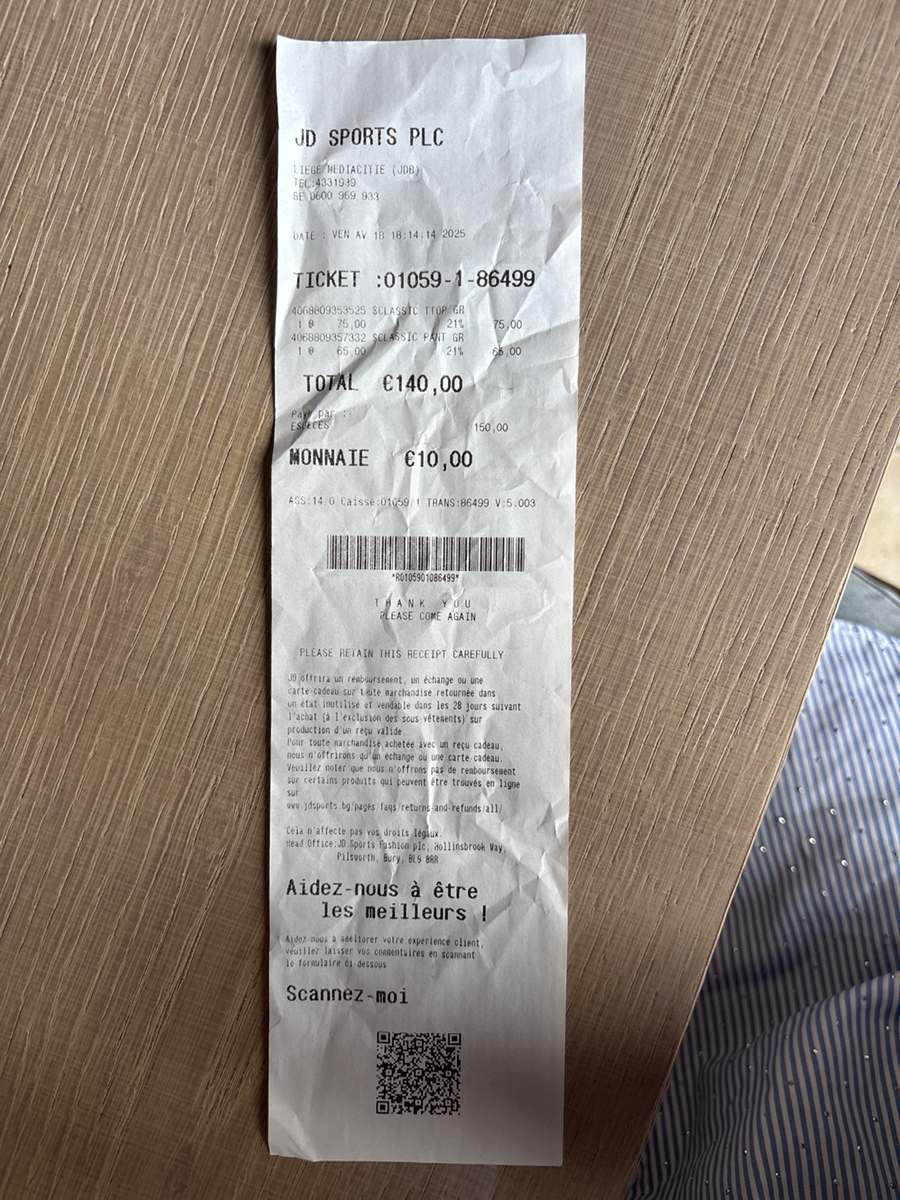 JD SPORTS PLC
LIEGE MEDIACITIE (JDB)
TEL:4331939
BE 0600 969 933
DATE : VEN AV 18 18:14:14 2025
TICKET :01059-1-86499
4068809353525 $CLASSIC TTOP GR
1 @ 75,00 21% 75,00
4068809357332 $CLASSIC PANT GR
1 @ 65,00 21% 65,00
TOTAL €140,00
Payé par :-
ESPECES 150,00
MONNAIE €10,00
ASS:14/0 Caisse:01059/1 TRANS:86499 V:5.003
*R0105901086499*
THANK YOU
PLEASE COME AGAIN
PLEASE RETAIN THIS RECEIPT CAREFULLY
JD offrira un remboursement, un échange ou une
carte-cadeau sur toute marchandise retournée dans
un état inutilisé et vendable dans les 28 jours suivant
l'achat (à l'exclusion des sous-vêtements) sur
production d'un reçu valide.
Pour toute marchandise achetée avec un reçu-cadeau,
nous n'offrirons qu'un échange ou une carte-cadeau.
Veuillez noter que nous n'offrons pas de remboursement
sur certains produits qui peuvent être trouvés en ligne
sur
www.jdsports.bg/pages/faqs/returns-and-refunds/all/
Cela n'affecte pas vos droits légaux.
Head Office:JD Sports Fashion plc, Hollinsbrook Way,
Pilsworth, Bury, BL9 8RR
Aidez-nous à être
les meilleurs !
Aidez-nous à améliorer votre expérience client,
veuillez laisser vos commentaires en scannant
le formulaire ci-dessous
Scannez-moi